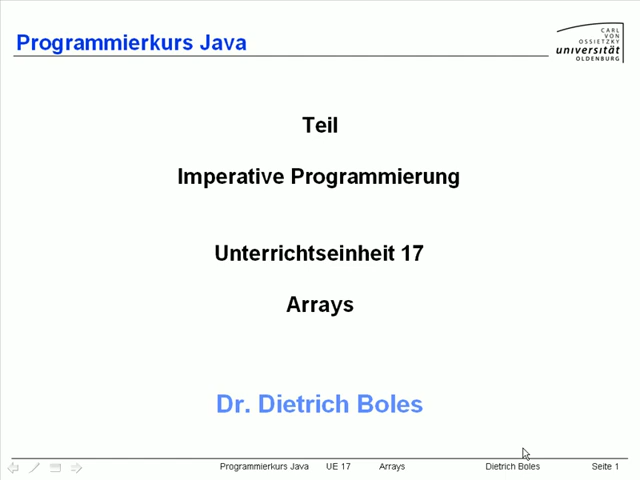 Programmierkurs Java
CARL
VON
OSSIETZKY
universität
OLDENBURG
Teil
Imperative Programmierung
Unterrichtseinheit 17
Arrays
Dr. Dietrich Boles
Programmierkurs Java UE 17 Arrays Dietrich Boles Seite 1